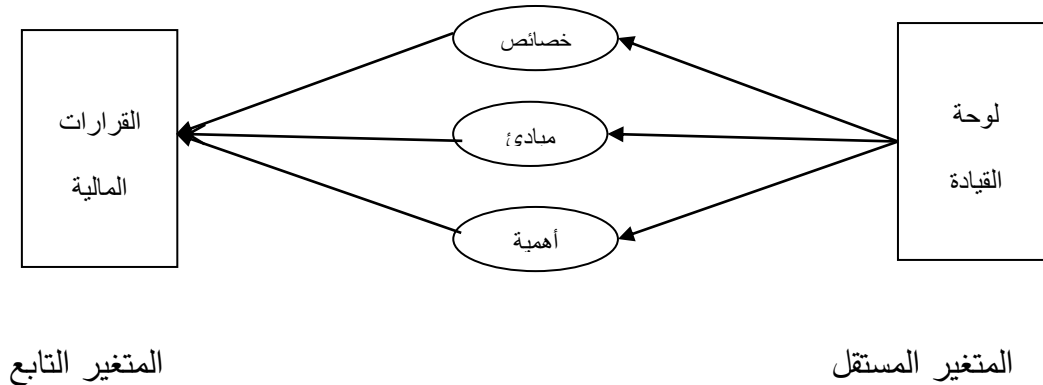 لوحة
القيادة
خصائص
مبادئ
أهمية
القرارات
المالية
المتغير المستقل
المتغير التابع